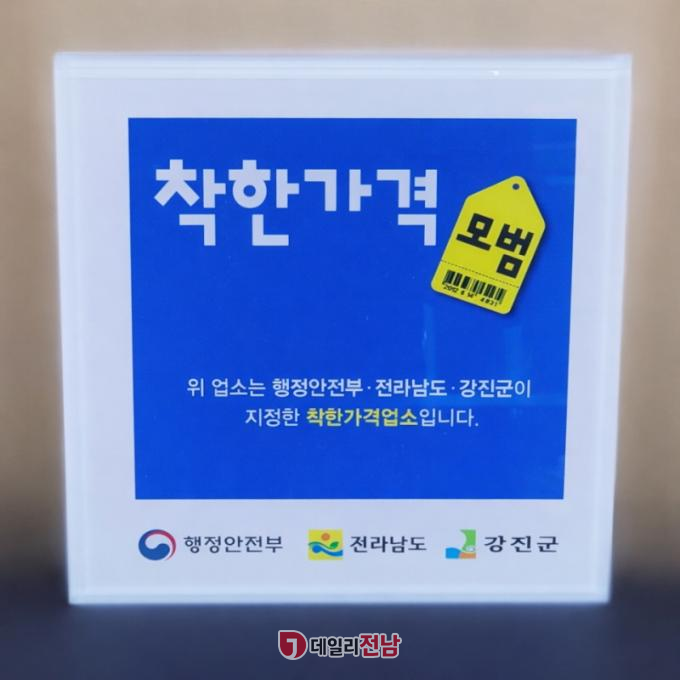 착한가격
모범
위 업소는 행정안전부·전라남도·강진군이
지정한 착한가격업소입니다.
행정안전부 전라남도 강진군
데일리전남